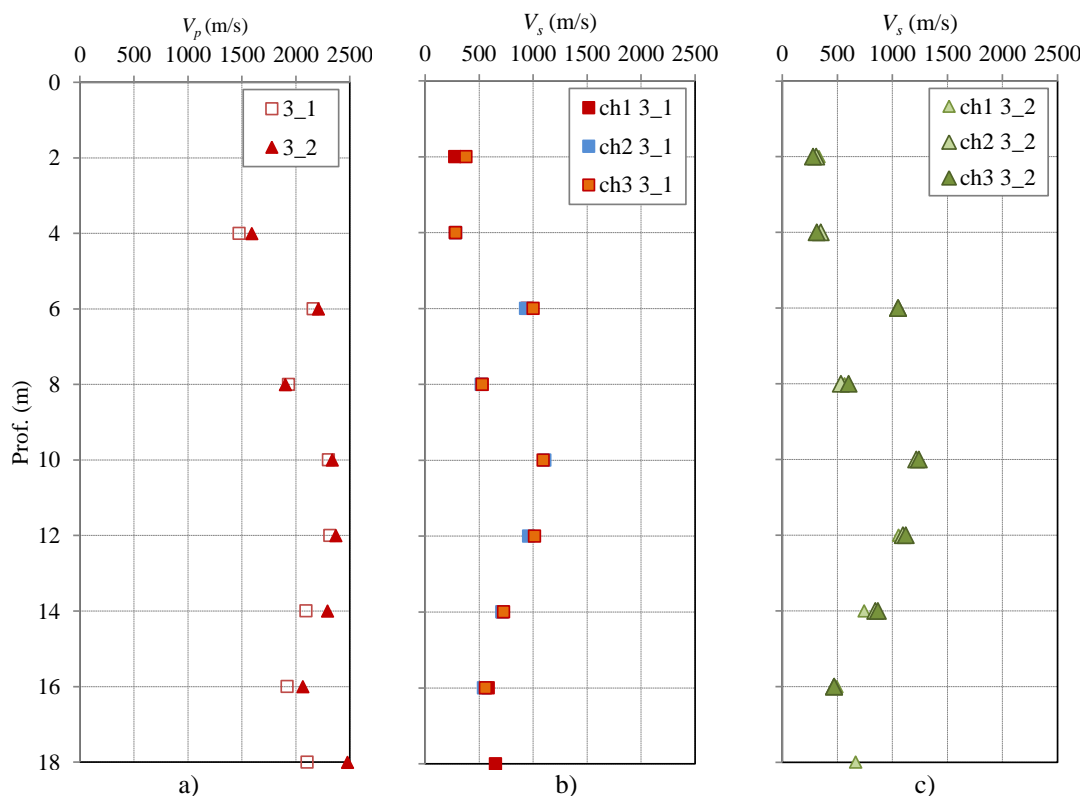 V_p (m/s)
0 500 1000 1500 2000 2500
0
2
4
6
8
10
12
14
16
18
Prof. (m)
3_1
3_2
a)
V_s (m/s)
0 500 1000 1500 2000 2500
ch1 3_1
ch2 3_1
ch3 3_1
b)
V_s (m/s)
0 500 1000 1500 2000 2500
ch1 3_2
ch2 3_2
ch3 3_2
c)